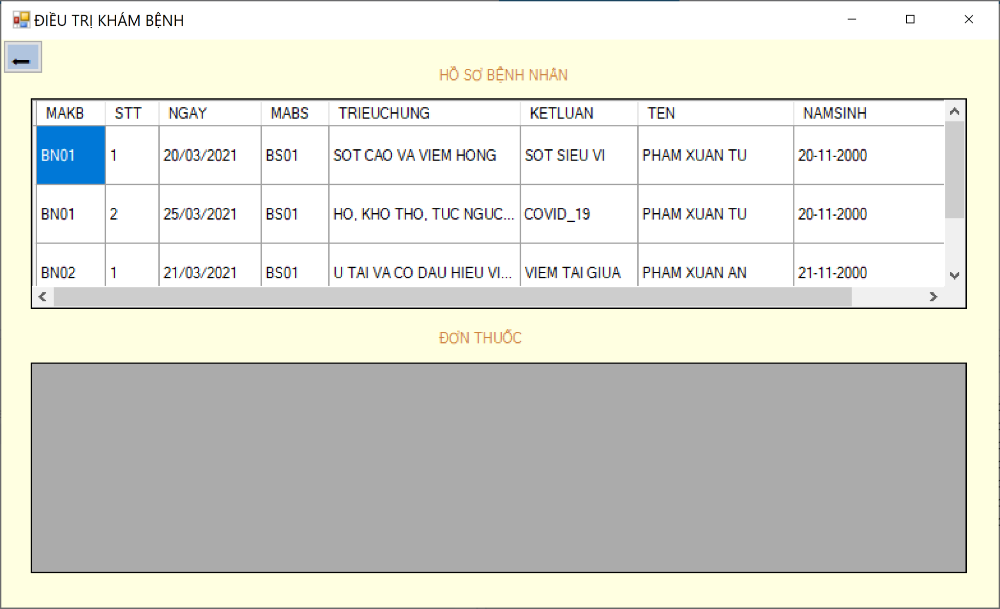 ĐIỀU TRỊ KHÁM BỆNH
HỒ SƠ BỆNH NHÂN
MAKB STT NGAY MABS TRIEUCHUNG KETLUAN TEN NAMSINH
BN01 1 20/03/2021 BS01 SOT CAO VA VIEM HONG SOT SIEU VI PHAM XUAN TU 20-11-2000
BN01 2 25/03/2021 BS01 HO, KHO THO, TUC NGUC... COVID_19 PHAM XUAN TU 20-11-2000
BN02 1 21/03/2021 BS01 U TAI VA CO DAU HIEU VI... VIEM TAI GIUA PHAM XUAN AN 21-11-2000
ĐƠN THUỐC